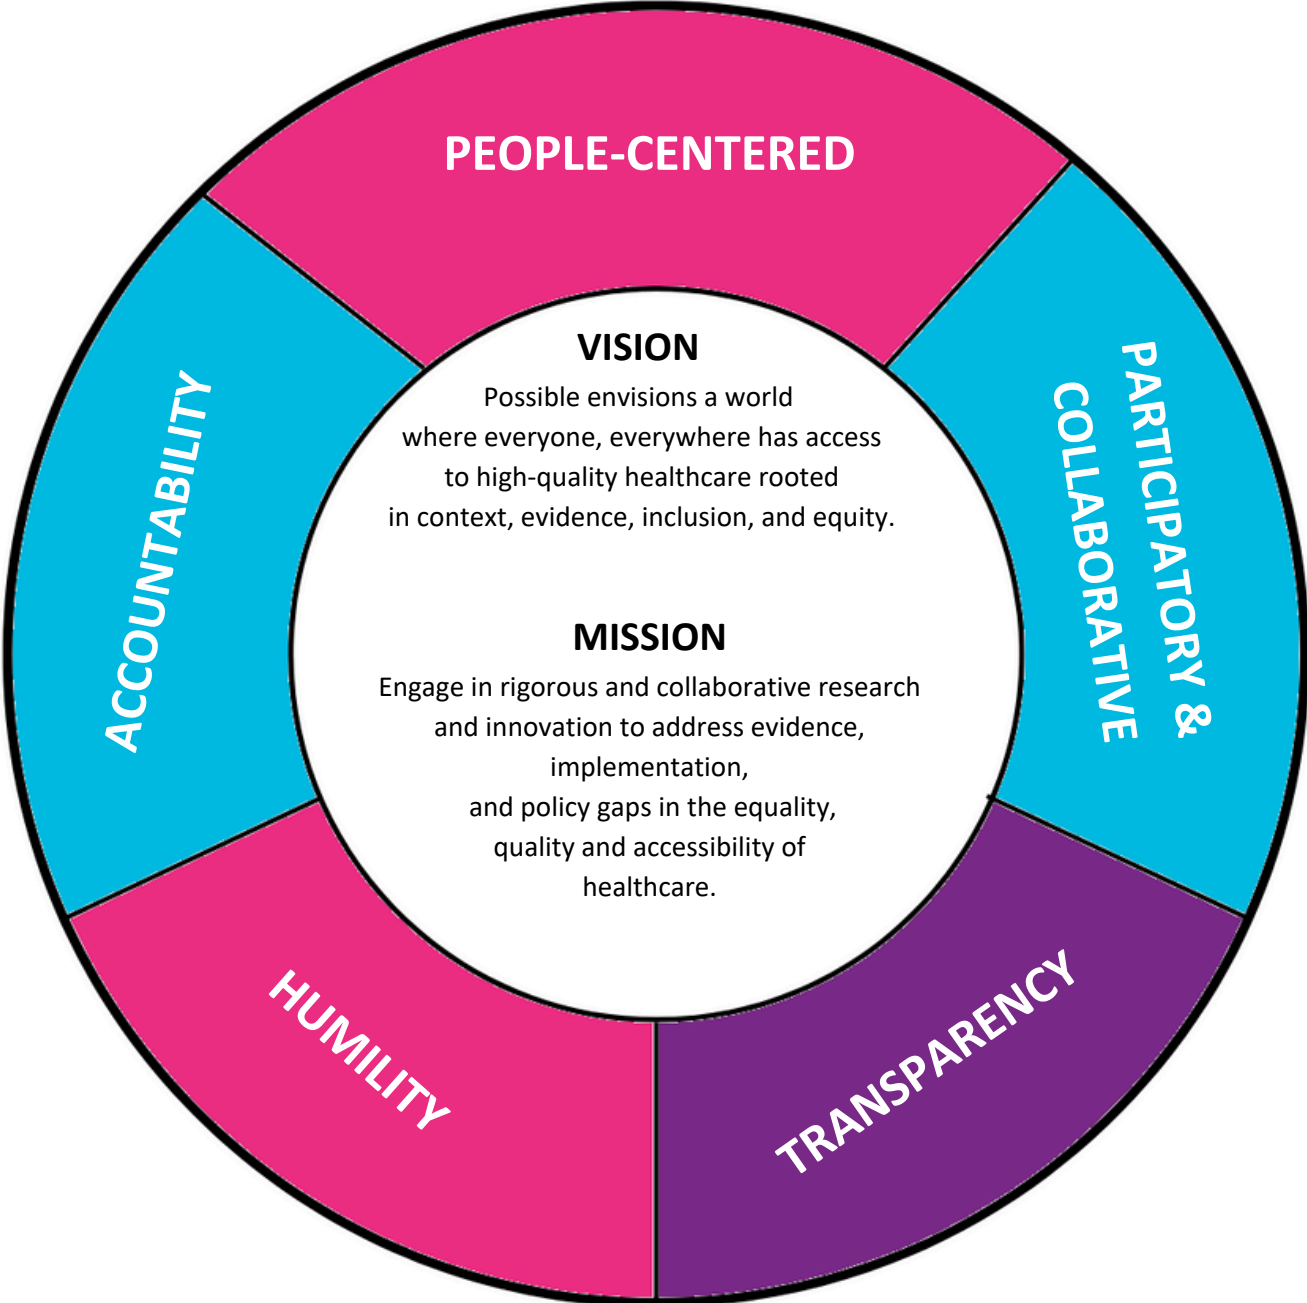 PEOPLE-CENTERED
PARTICIPATORY &
COLLABORATIVE
TRANSPARENCY
HUMILITY
ACCOUNTABILITY
VISION
Possible envisions a world
where everyone, everywhere has access
to high-quality healthcare rooted
in context, evidence, inclusion, and equity.
MISSION
Engage in rigorous and collaborative research
and innovation to address evidence,
implementation,
and policy gaps in the equality,
quality and accessibility of
healthcare.